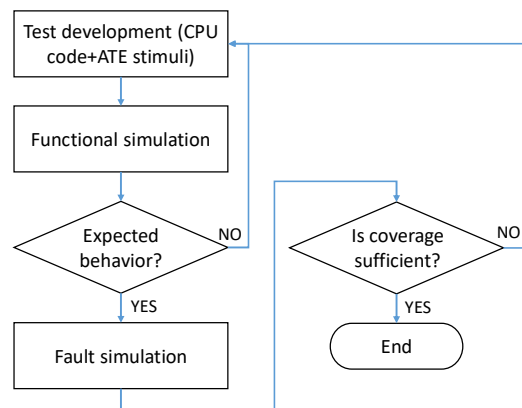 Test development (CPU
code+ATE stimuli)
Functional simulation
Expected
behavior?
NO
YES
Fault simulation
Is coverage
sufficient?
NO
YES
End